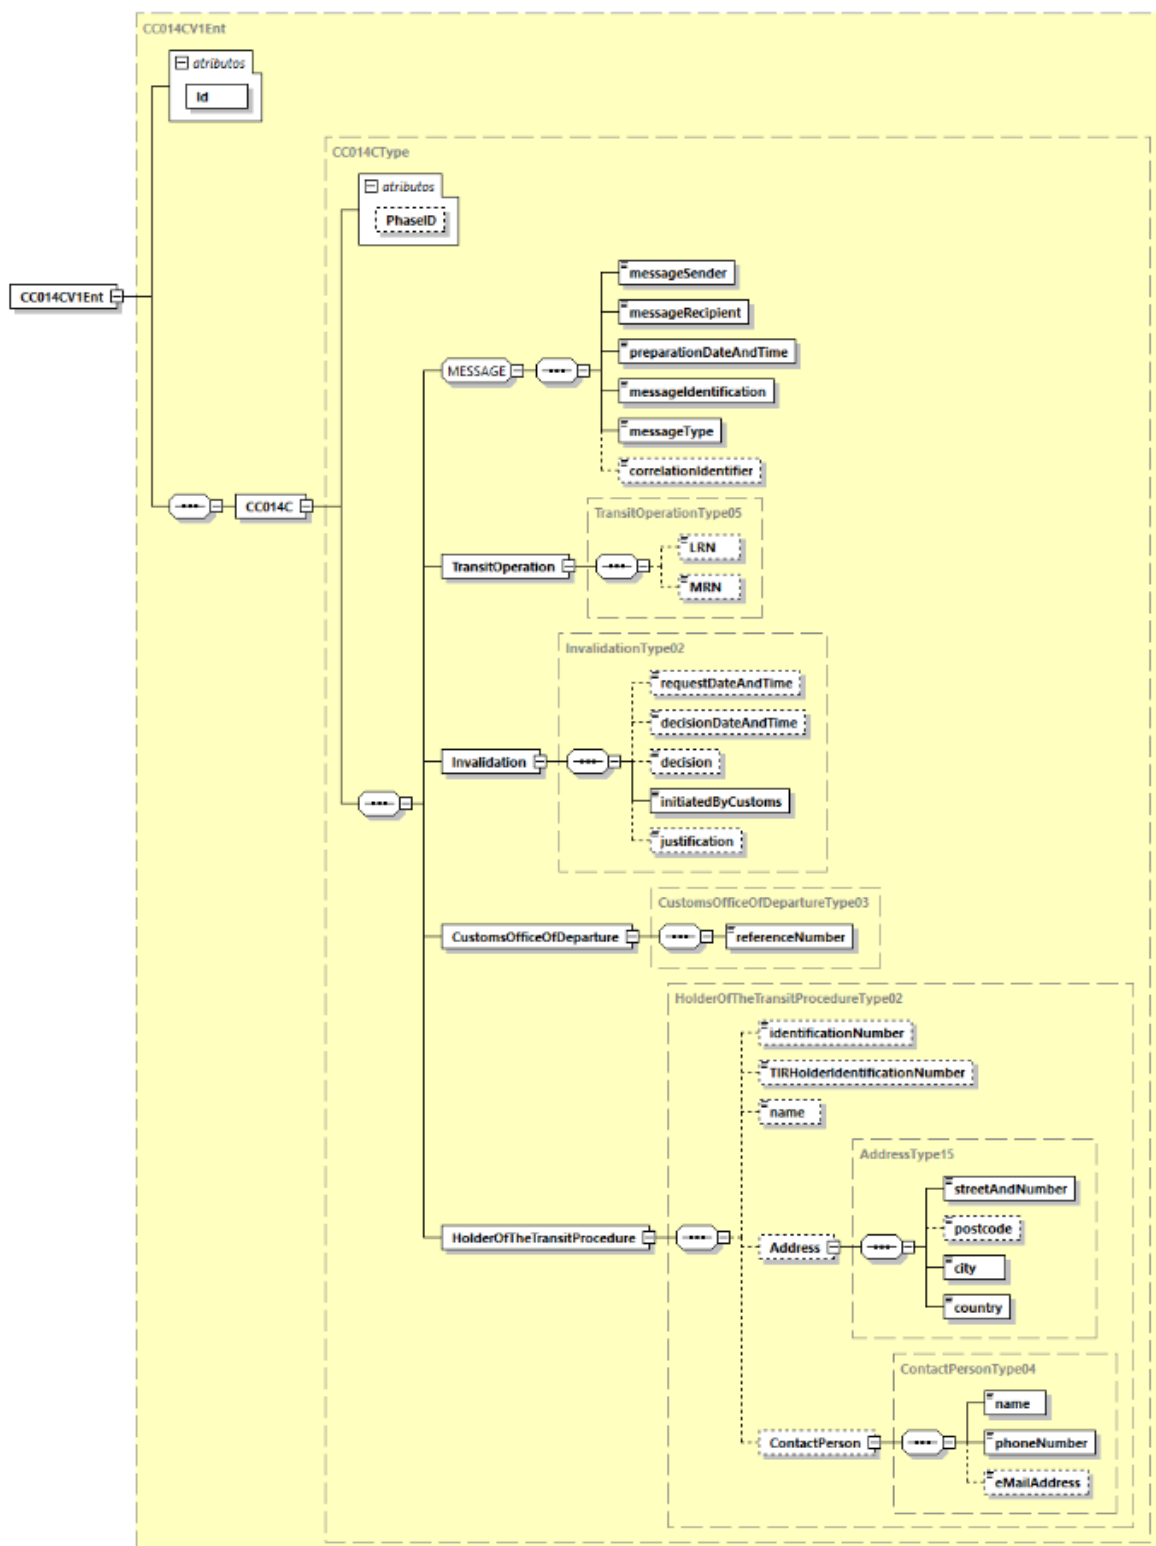 CC014CV1Ent
atributos
Id
CC014CType
atributos
PhaseID
CC014CV1Ent
messageSender
messageRecipient
preparationDateAndTime
MESSAGE
messageIdentification
messageType
correlationIdentifier
CC014C
TransitOperationType05
LRN
TransitOperation
MRN
InvalidationType02
requestDateAndTime
decisionDateAndTime
Invalidation
decision
initiatedByCustoms
justification
CustomsOfficeOfDepartureType03
CustomsOfficeOfDeparture
referenceNumber
HolderOfTheTransitProcedureType02
identificationNumber
TIRHolderIdentificationNumber
name
AddressType15
streetAndNumber
postcode
HolderOfTheTransitProcedure
Address
city
country
ContactPersonType04
name
ContactPerson
phoneNumber
eMailAddress